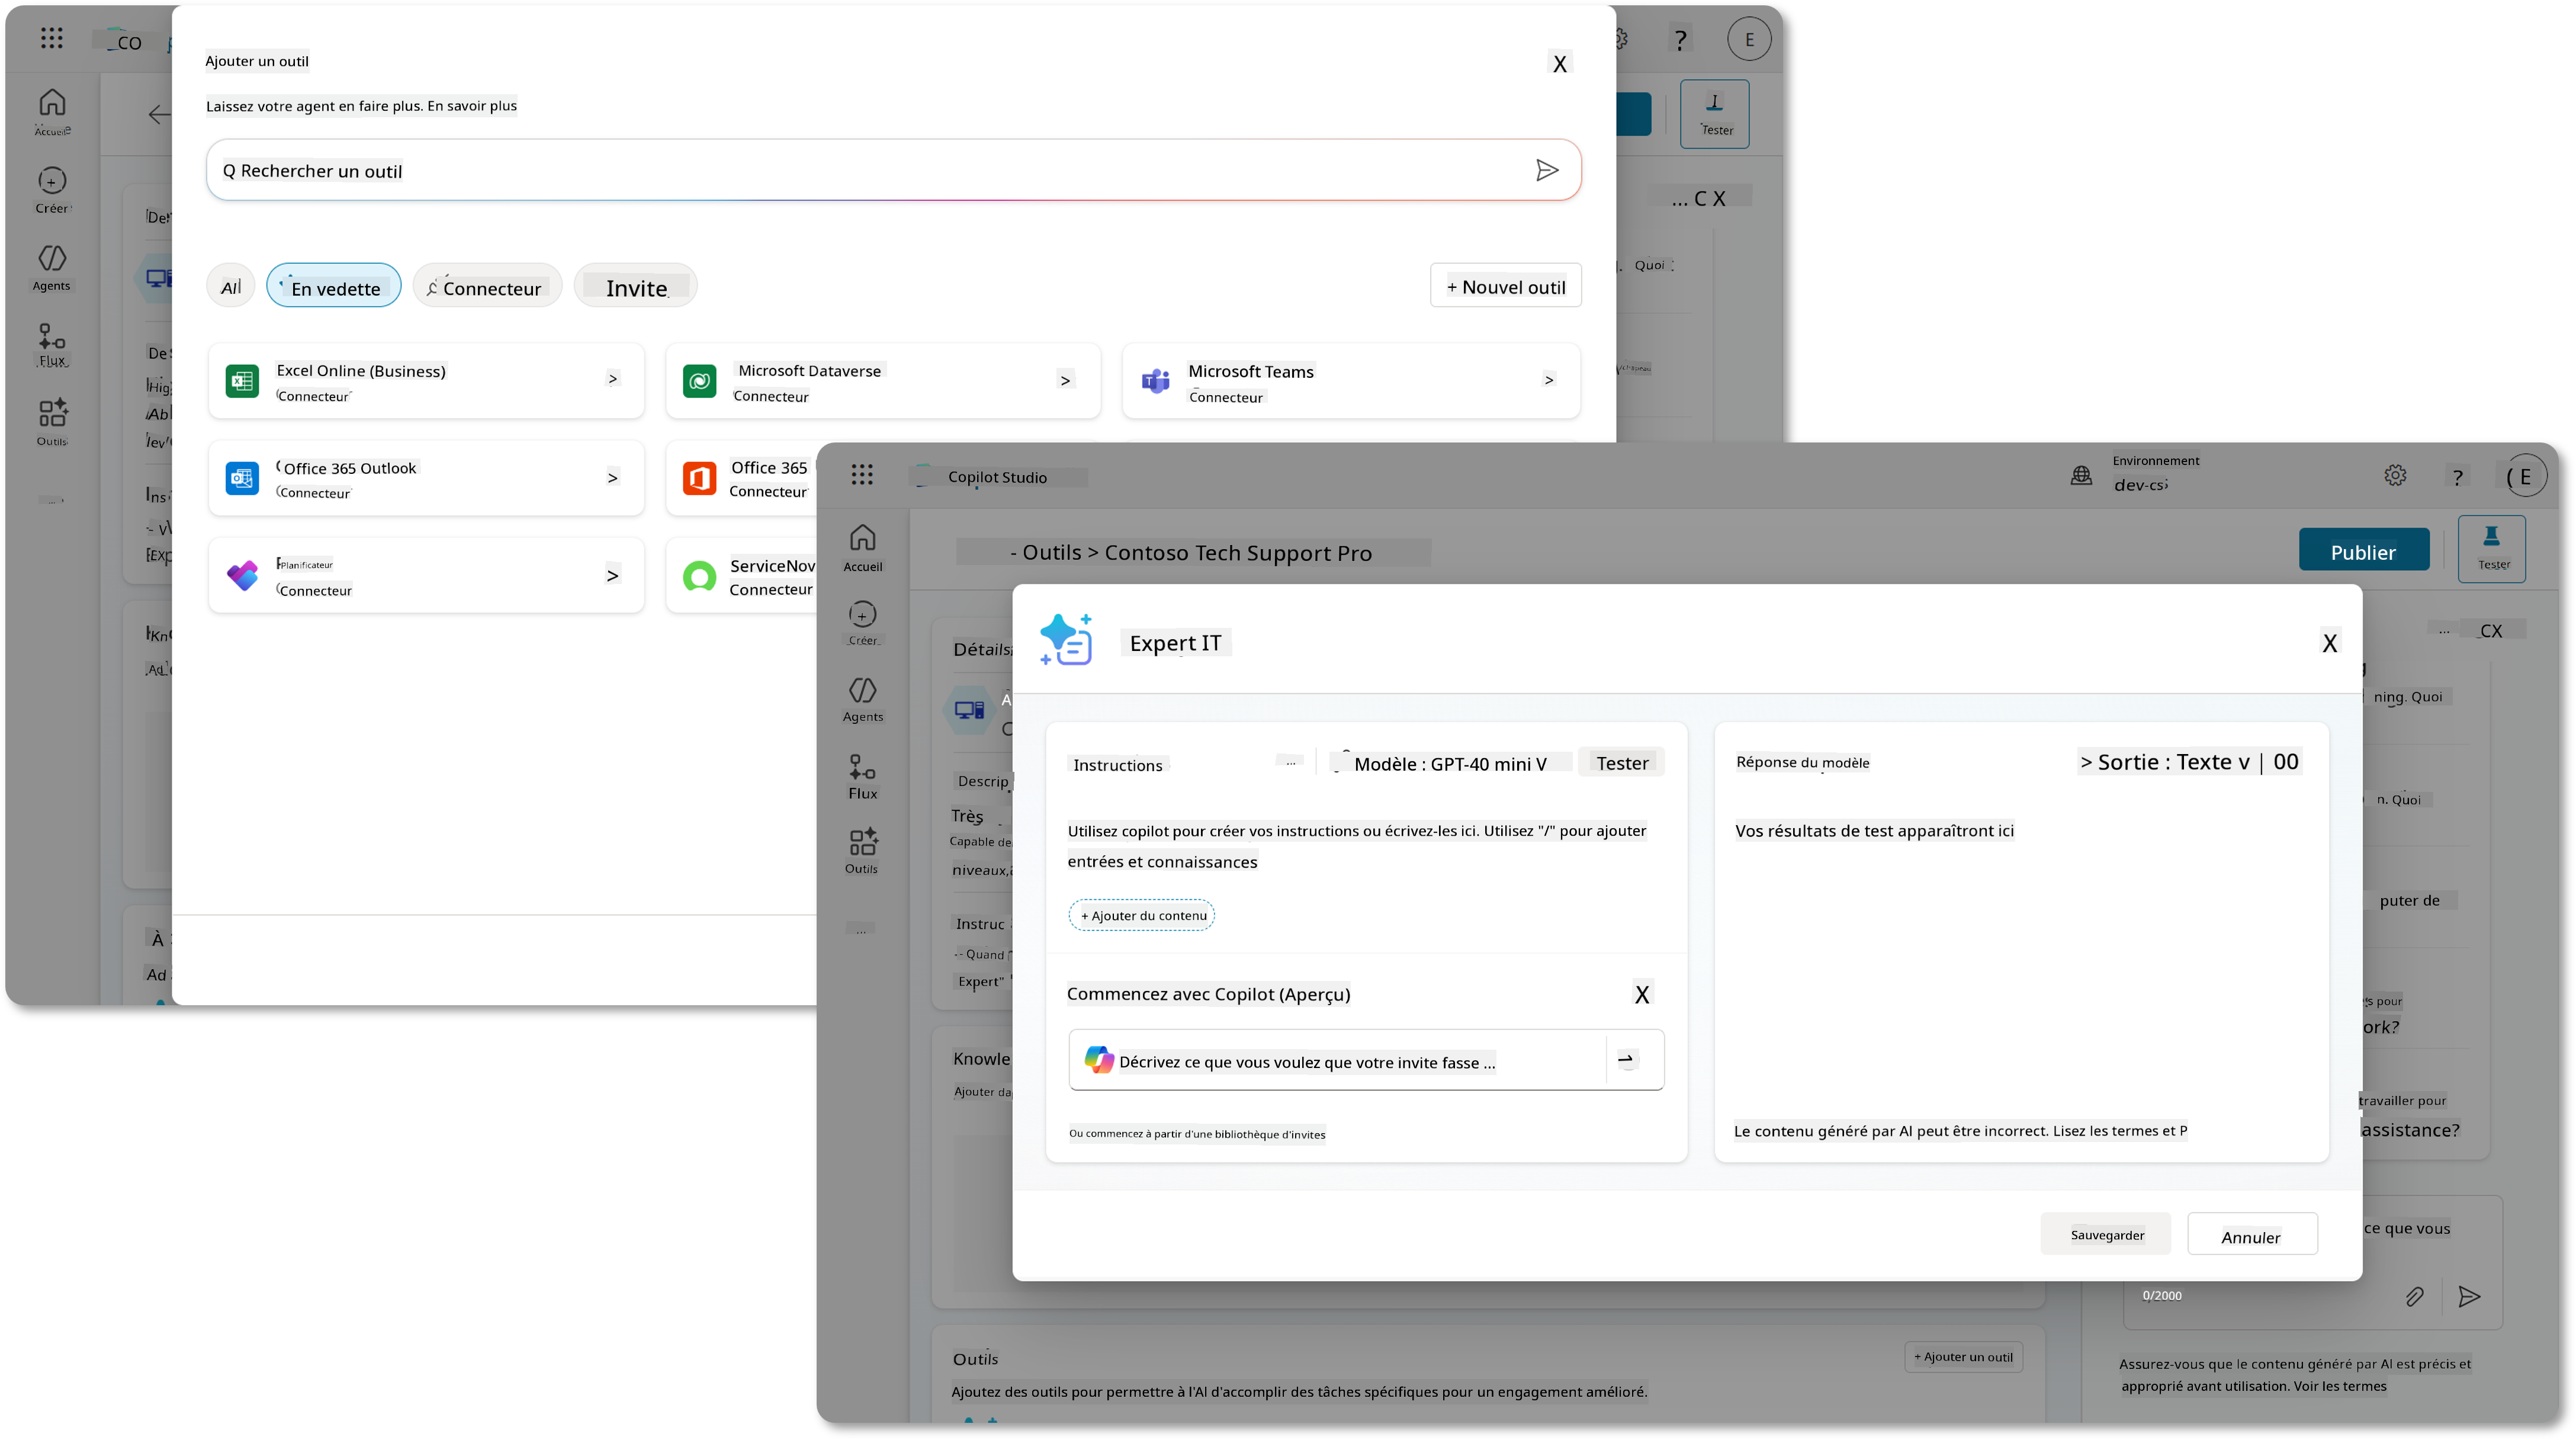 CO
E
?
Ajouter un outil
X
Laissez votre agent en faire plus. En savoir plus
Q Rechercher un outil
Accueil
Créer
Agents
Flux
Outils
...
Tester
... C X
Quoi
AI
En vedette
Connecteur
Invite
+ Nouvel outil
Excel Online (Business)
Connecteur
>
Microsoft Dataverse
Connecteur
>
Microsoft Teams
Connecteur
>
Office 365 Outlook
Connecteur
>
Office 365
Connecteur
Planificateur
Connecteur
>
ServiceNov
Connecteur
À
Ad
Copilot Studio
Environnement
dev-cs
?
( E
- Outils > Contoso Tech Support Pro
Publier
Tester
Accueil
Créer
Agents
Flux
Outils
...
Détails
Descrip
Très
Capable de
niveaux,
Instruc
-- Quand
Expert"
Knowle
Ajouter da
... CX
ning. Quoi
n. Quoi
puter de
s pour
ork?
travailler pour
assistance?
ce que vous
Expert IT
X
Instructions
...
Modèle : GPT-40 mini V
Tester
Utilisez copilot pour créer vos instructions ou écrivez-les ici. Utilisez "/" pour ajouter
entrées et connaissances
+ Ajouter du contenu
Commencez avec Copilot (Aperçu)
X
Décrivez ce que vous voulez que votre invite fasse ...
Ou commencez à partir d'une bibliothèque d'invites
Réponse du modèle
> Sortie : Texte v | 00
Vos résultats de test apparaîtront ici
Le contenu généré par AI peut être incorrect. Lisez les termes et P
Sauvegarder
Annuler
0/2000
Outils
+ Ajouter un outil
Ajoutez des outils pour permettre à l'AI d'accomplir des tâches spécifiques pour un engagement amélioré.
Assurez-vous que le contenu généré par AI est précis et
approprié avant utilisation. Voir les termes